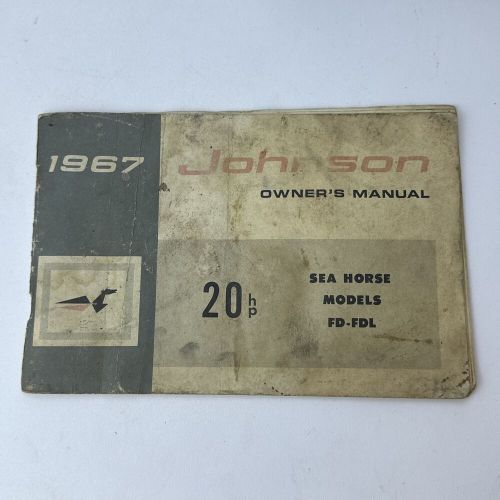 1967 Johnson
OWNER'S MANUAL
20 hp
SEA HORSE
MODELS
FD-FDL